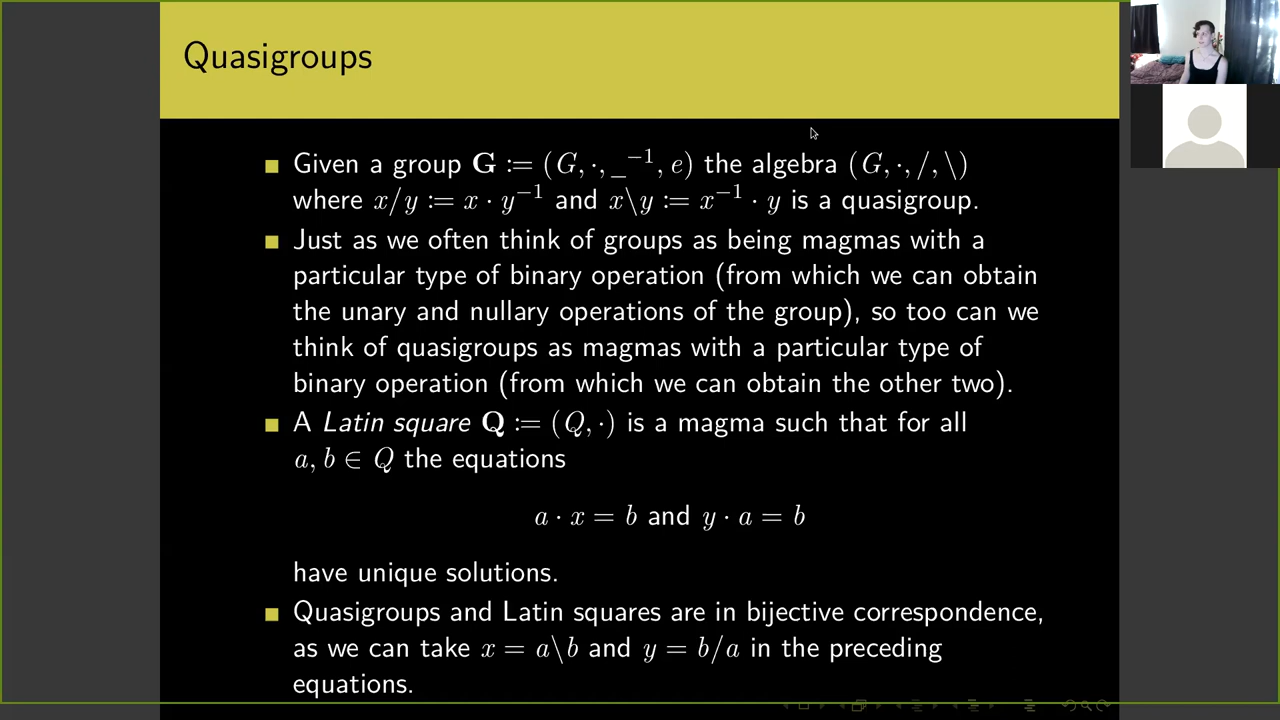 Quasigroups
Given a group G := (G, ·, _⁻¹, e) the algebra (G, ·, /, \)
where x/y := x · y⁻¹ and x\y := x⁻¹ · y is a quasigroup.
Just as we often think of groups as being magmas with a
particular type of binary operation (from which we can obtain
the unary and nullary operations of the group), so too can we
think of quasigroups as magmas with a particular type of
binary operation (from which we can obtain the other two).
A Latin square Q := (Q, ·) is a magma such that for all
a, b ∈ Q the equations
a · x = b and y · a = b
have unique solutions.
Quasigroups and Latin squares are in bijective correspondence,
as we can take x = a\b and y = b/a in the preceding
equations.